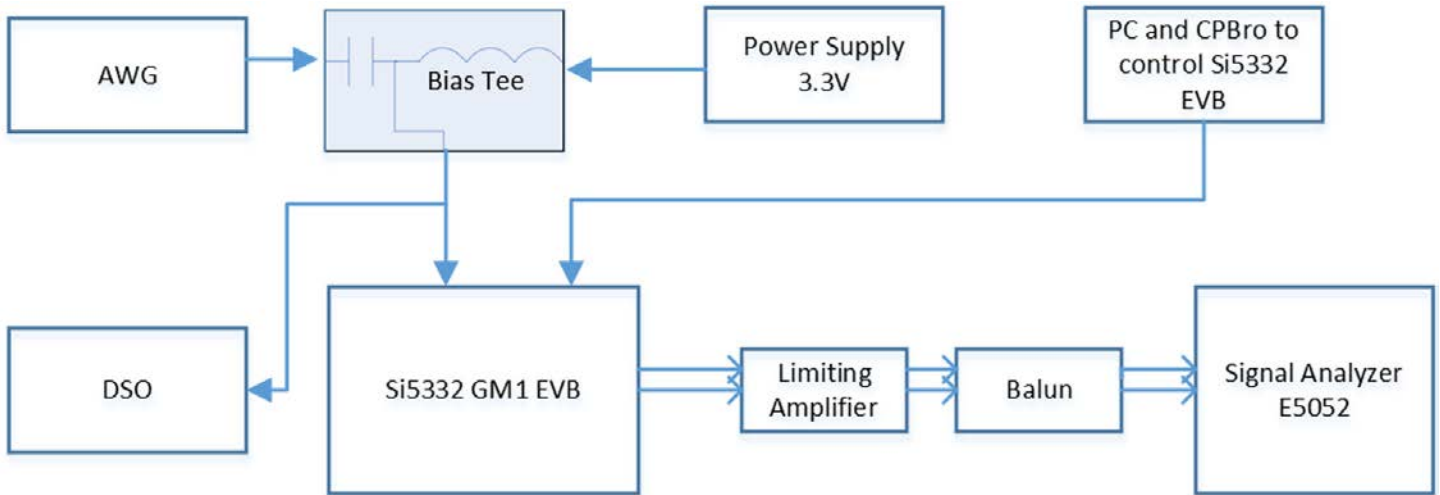 AWG
Bias Tee
Power Supply
3.3V
PC and CPBro to
control Si5332
EVB
DSO
Si5332 GM1 EVB
Limiting
Amplifier
Balun
Signal Analyzer
E5052